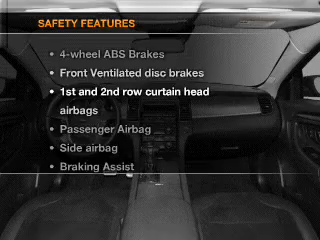 SAFETY FEATURES
• 4-wheel ABS Brakes
• Front Ventilated disc brakes
• 1st and 2nd row curtain head
airbags
• Passenger Airbag
• Side airbag
• Braking Assist